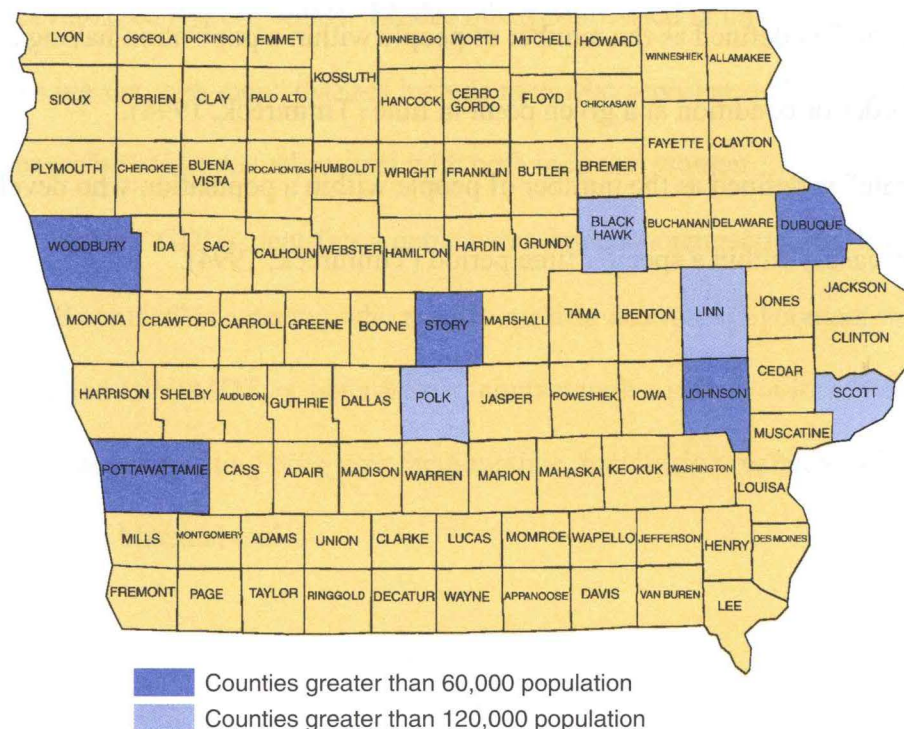 LYON OSCEOLA DICKINSON EMMET WINNEBAGO WORTH MITCHELL HOWARD
WINNESHIEK ALLAMAKEE
KOSSUTH
SIOUX O'BRIEN CLAY PALO ALTO HANCOCK CERRO GORDO FLOYD CHICKASAW
FAYETTE CLAYTON
PLYMOUTH CHEROKEE BUENA VISTA POCAHONTAS HUMBOLDT WRIGHT FRANKLIN BUTLER BREMER
WOODBURY IDA SAC CALHOUN WEBSTER HAMILTON HARDIN GRUNDY BLACK HAWK BUCHANAN DELAWARE DUBUQUE
MONONA CRAWFORD CARROLL GREENE BOONE STORY MARSHALL TAMA BENTON LINN JONES JACKSON
CLINTON
CEDAR
HARRISON SHELBY AUDUBON GUTHRIE DALLAS POLK JASPER POWESHIEK IOWA JOHNSON SCOTT
MUSCATINE
POTTAWATTAMIE CASS ADAIR MADISON WARREN MARION MAHASKA KEOKUK WASHINGTON
LOUISA
MILLS MONTGOMERY ADAMS UNION CLARKE LUCAS MOMROE WAPELLO JEFFERSON HENRY DES MOINES
FREMONT PAGE TAYLOR RINGGOLD DECATUR WAYNE APPANOOSE DAVIS VAN BUREN LEE
Counties greater than 60,000 population
Counties greater than 120,000 population